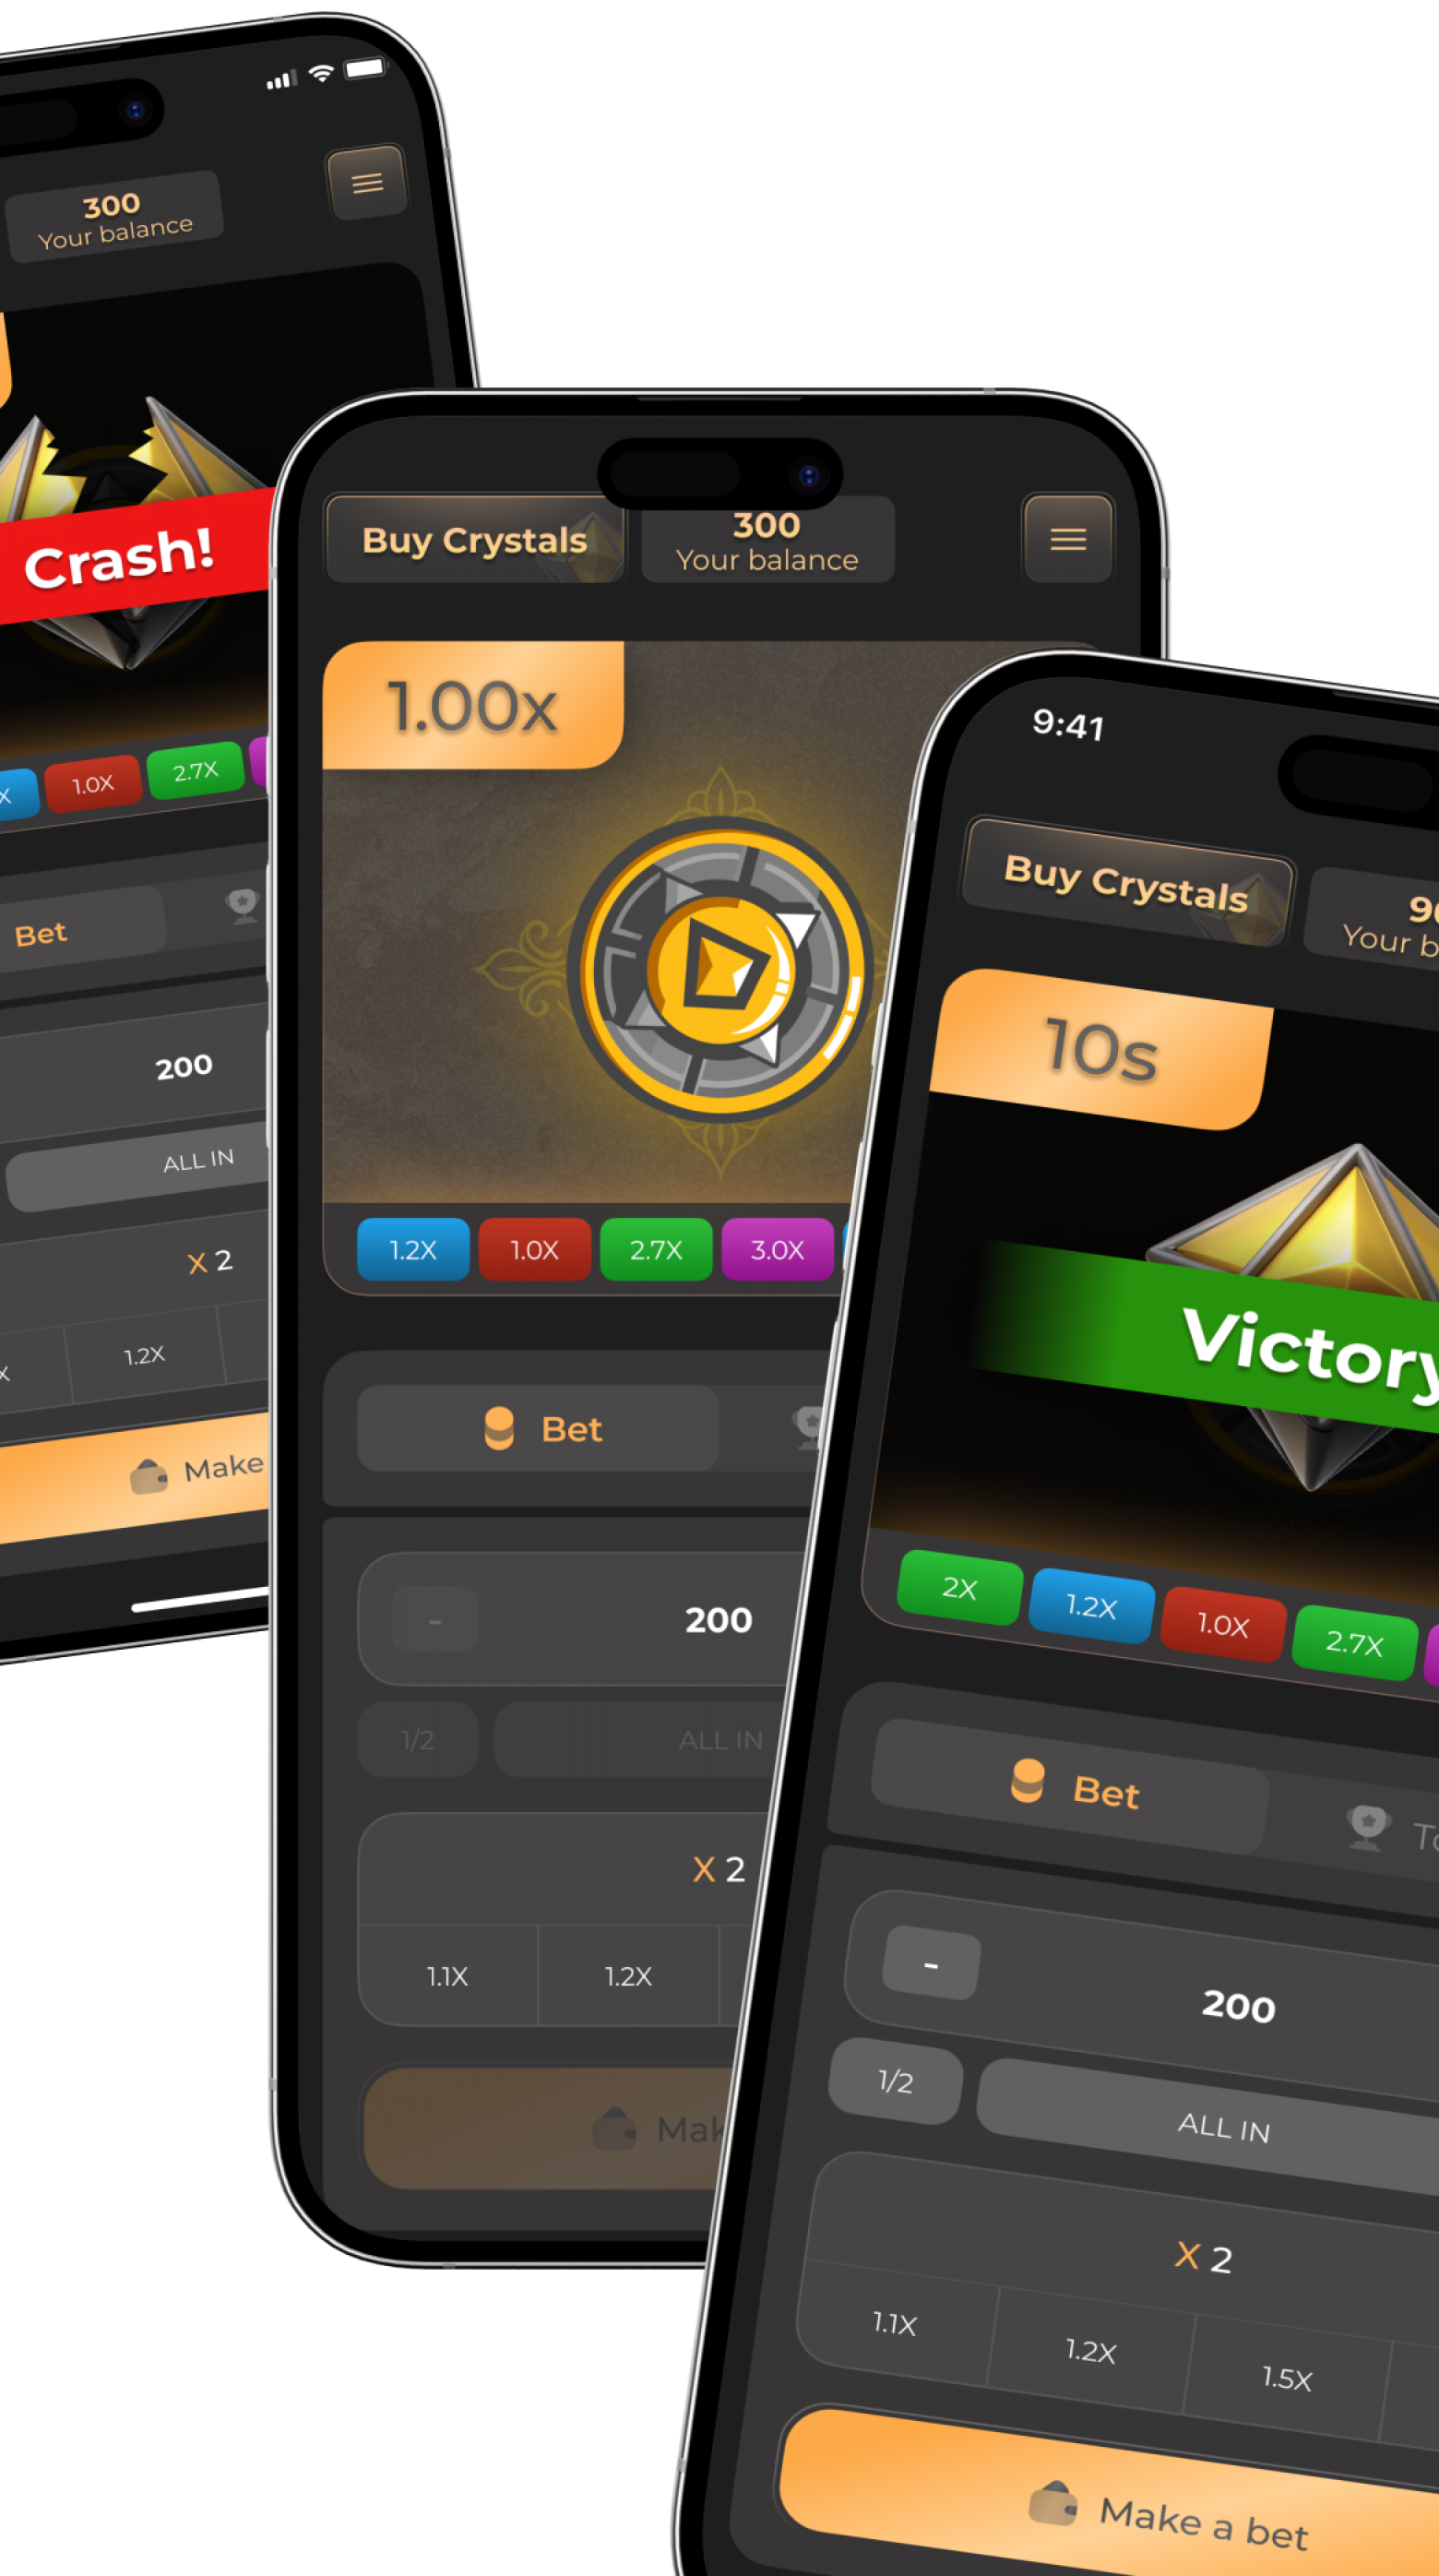 300
Your balance
Crash!
1.0X
2.7X
Bet
200
ALL IN
X 2
1.2X
Make
Buy Crystals
300
Your balance
1.00x
1.2X
1.0X
2.7X
3.0X
Bet
-
200
1/2
ALL IN
X 2
1.1X
1.2X
9:41
Buy Crystals
Your
10s
Victory
2X
1.2X
1.0X
2.7X
Bet
-
200
1/2
ALL IN
X 2
1.1X
1.2X
1.5X
Make a bet